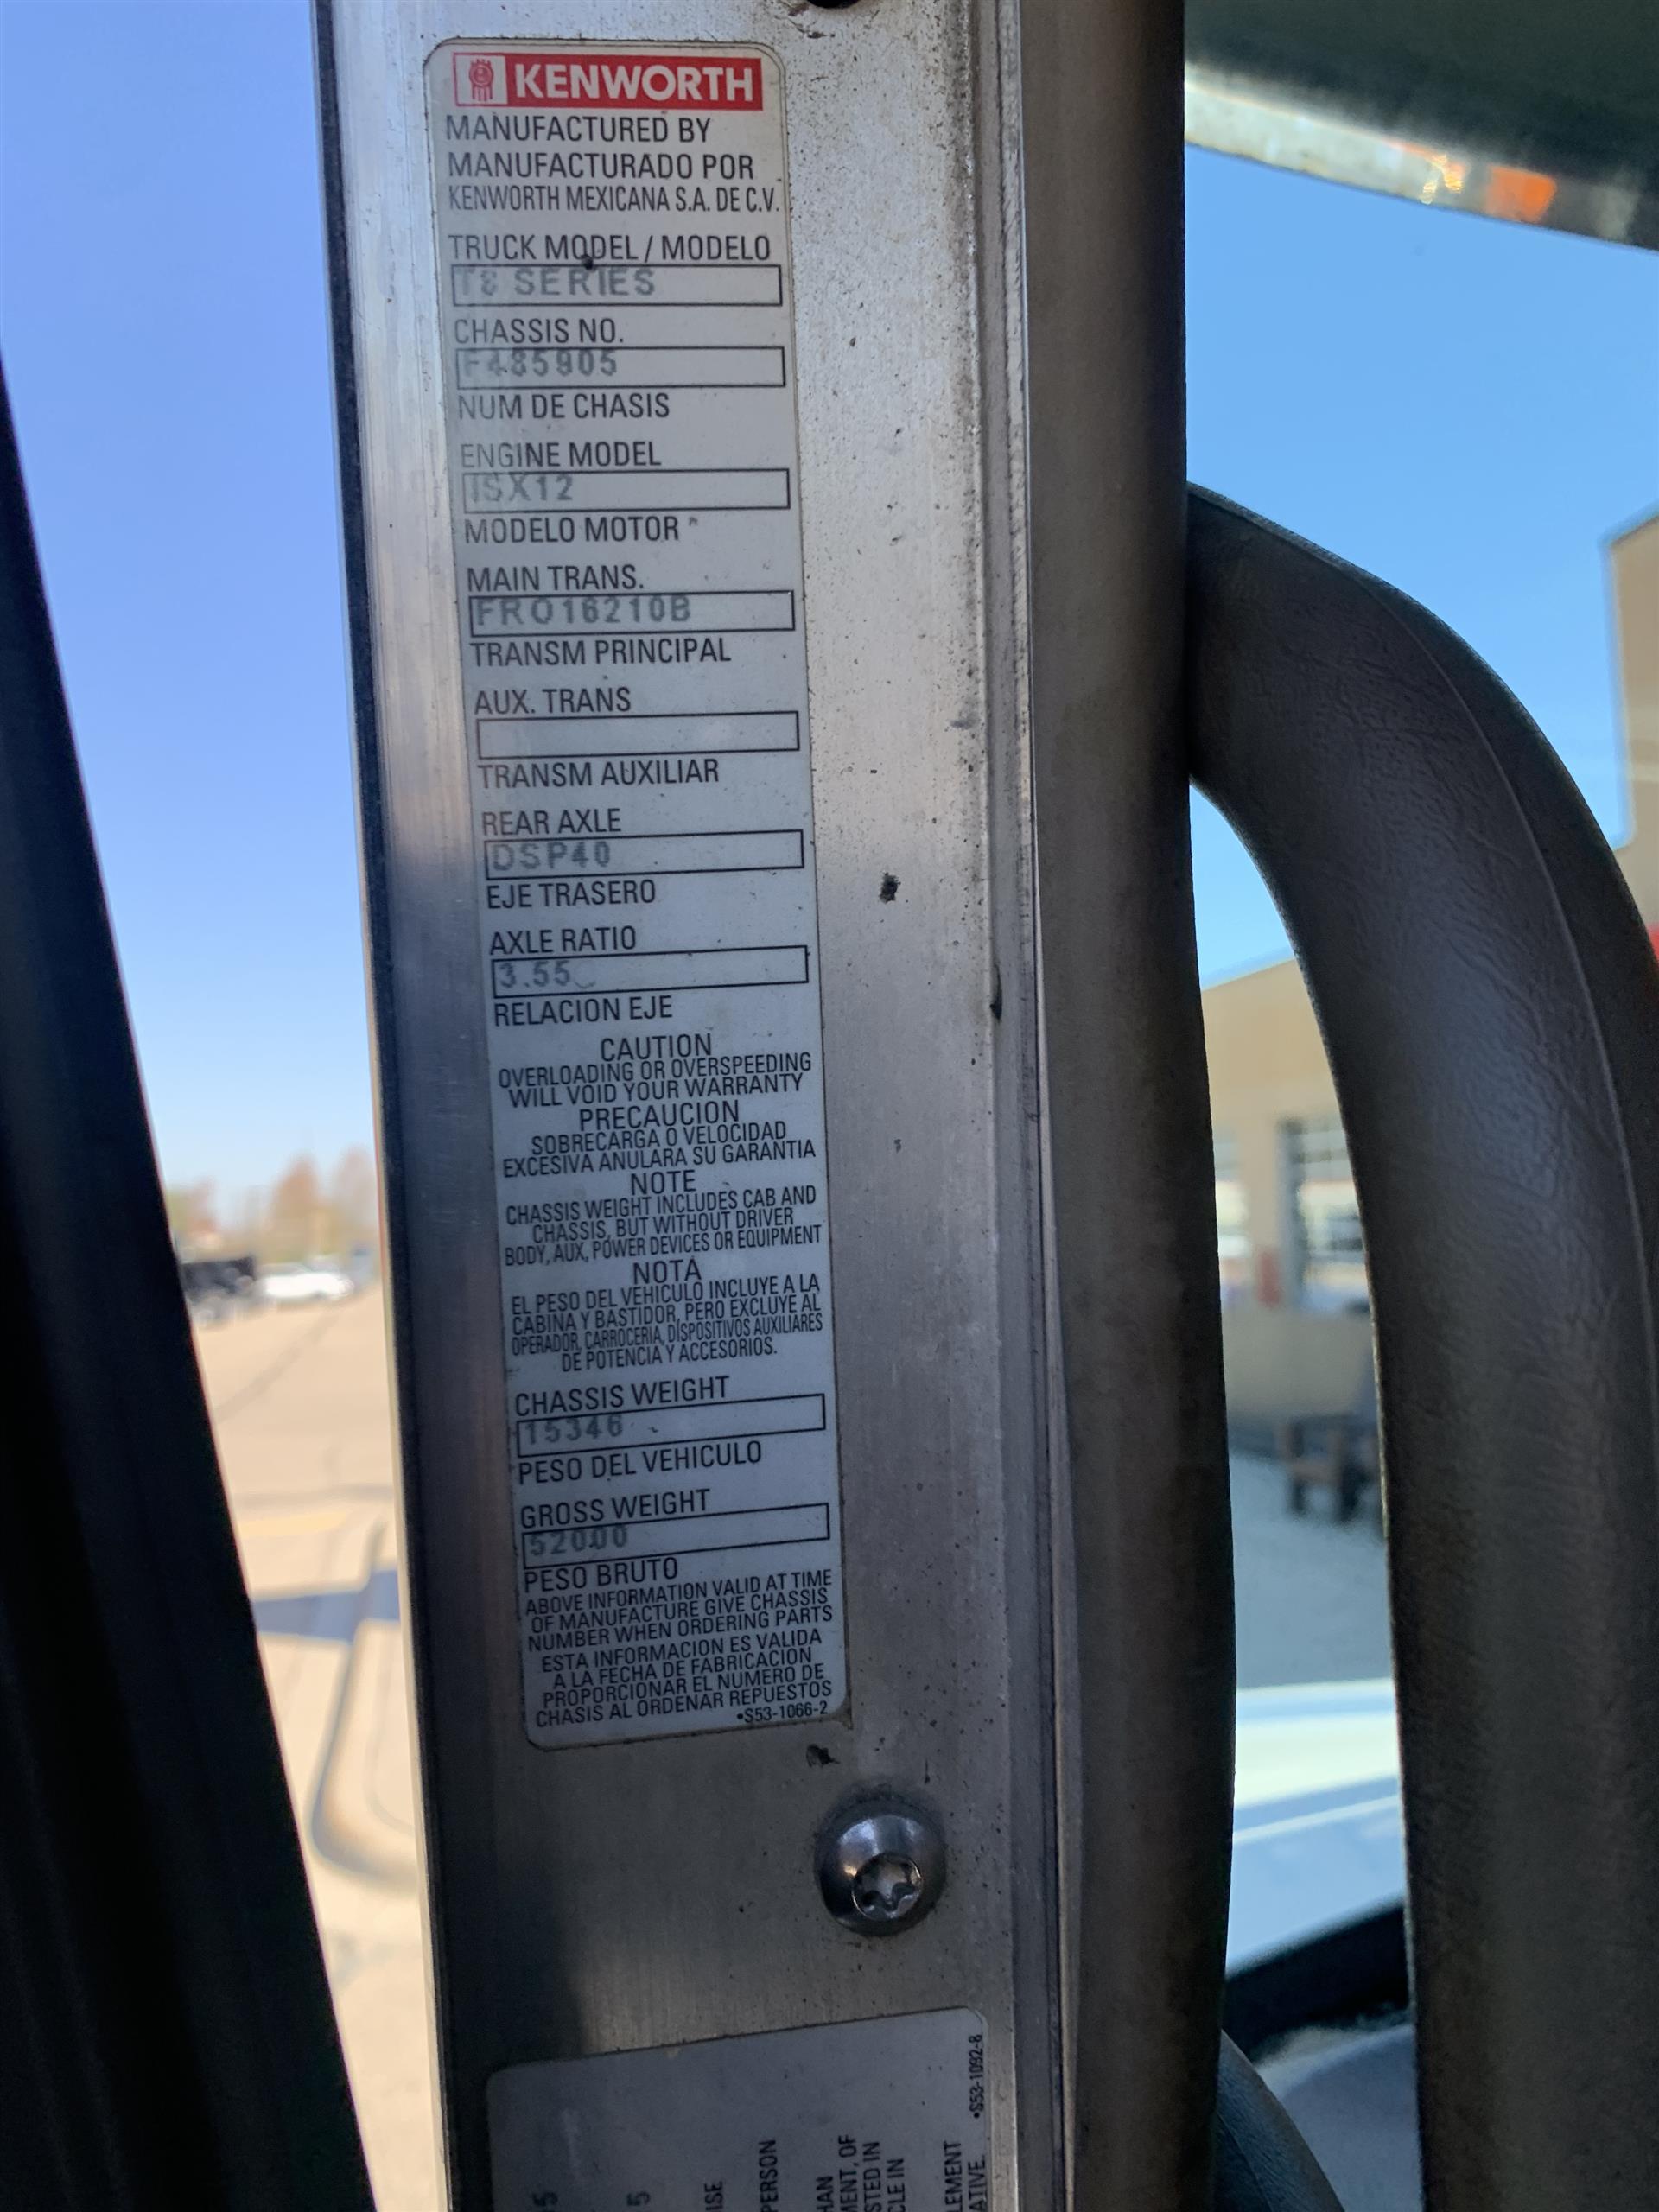 KENWORTH
MANUFACTURED BY
MANUFACTURADO POR
KENWORTH MEXICANA S.A. DE C.V.
TRUCK MODEL / MODELO
T8 SERIES
CHASSIS NO.
F485905
NUM DE CHASIS
ENGINE MODEL
ISX12
MODELO MOTOR
MAIN TRANS.
FRO16210B
TRANSM PRINCIPAL
AUX. TRANS
TRANSM AUXILIAR
REAR AXLE
DSP40
EJE TRASERO
AXLE RATIO
3.55
RELACION EJE
CAUTION
OVERLOADING OR OVERSPEEDING
WILL VOID YOUR WARRANTY
PRECAUCION
SOBRECARGA O VELOCIDAD
EXCESIVA ANULARA SU GARANTIA
NOTE
CHASSIS WEIGHT INCLUDES CAB AND
CHASSIS, BUT WITHOUT DRIVER
BODY, AUX, POWER DEVICES OR EQUIPMENT
NOTA
EL PESO DEL VEHICULO INCLUYE A LA
CABINA Y BASTIDOR, PERO EXCLUYE AL
OPERADOR, CARROCERIA, DISPOSITIVOS AUXILIARES
DE POTENCIA Y ACCESORIOS.
CHASSIS WEIGHT
15346
PESO DEL VEHICULO
GROSS WEIGHT
52000
PESO BRUTO
ABOVE INFORMATION VALID AT TIME
OF MANUFACTURE GIVE CHASSIS
NUMBER WHEN ORDERING PARTS
ESTA INFORMACION ES VALIDA
A LA FECHA DE FABRICACION
PROPORCIONAR EL NUMERO DE
CHASIS AL ORDENAR REPUESTOS
•S53-1066-2
•S53-1092-8
PERSON